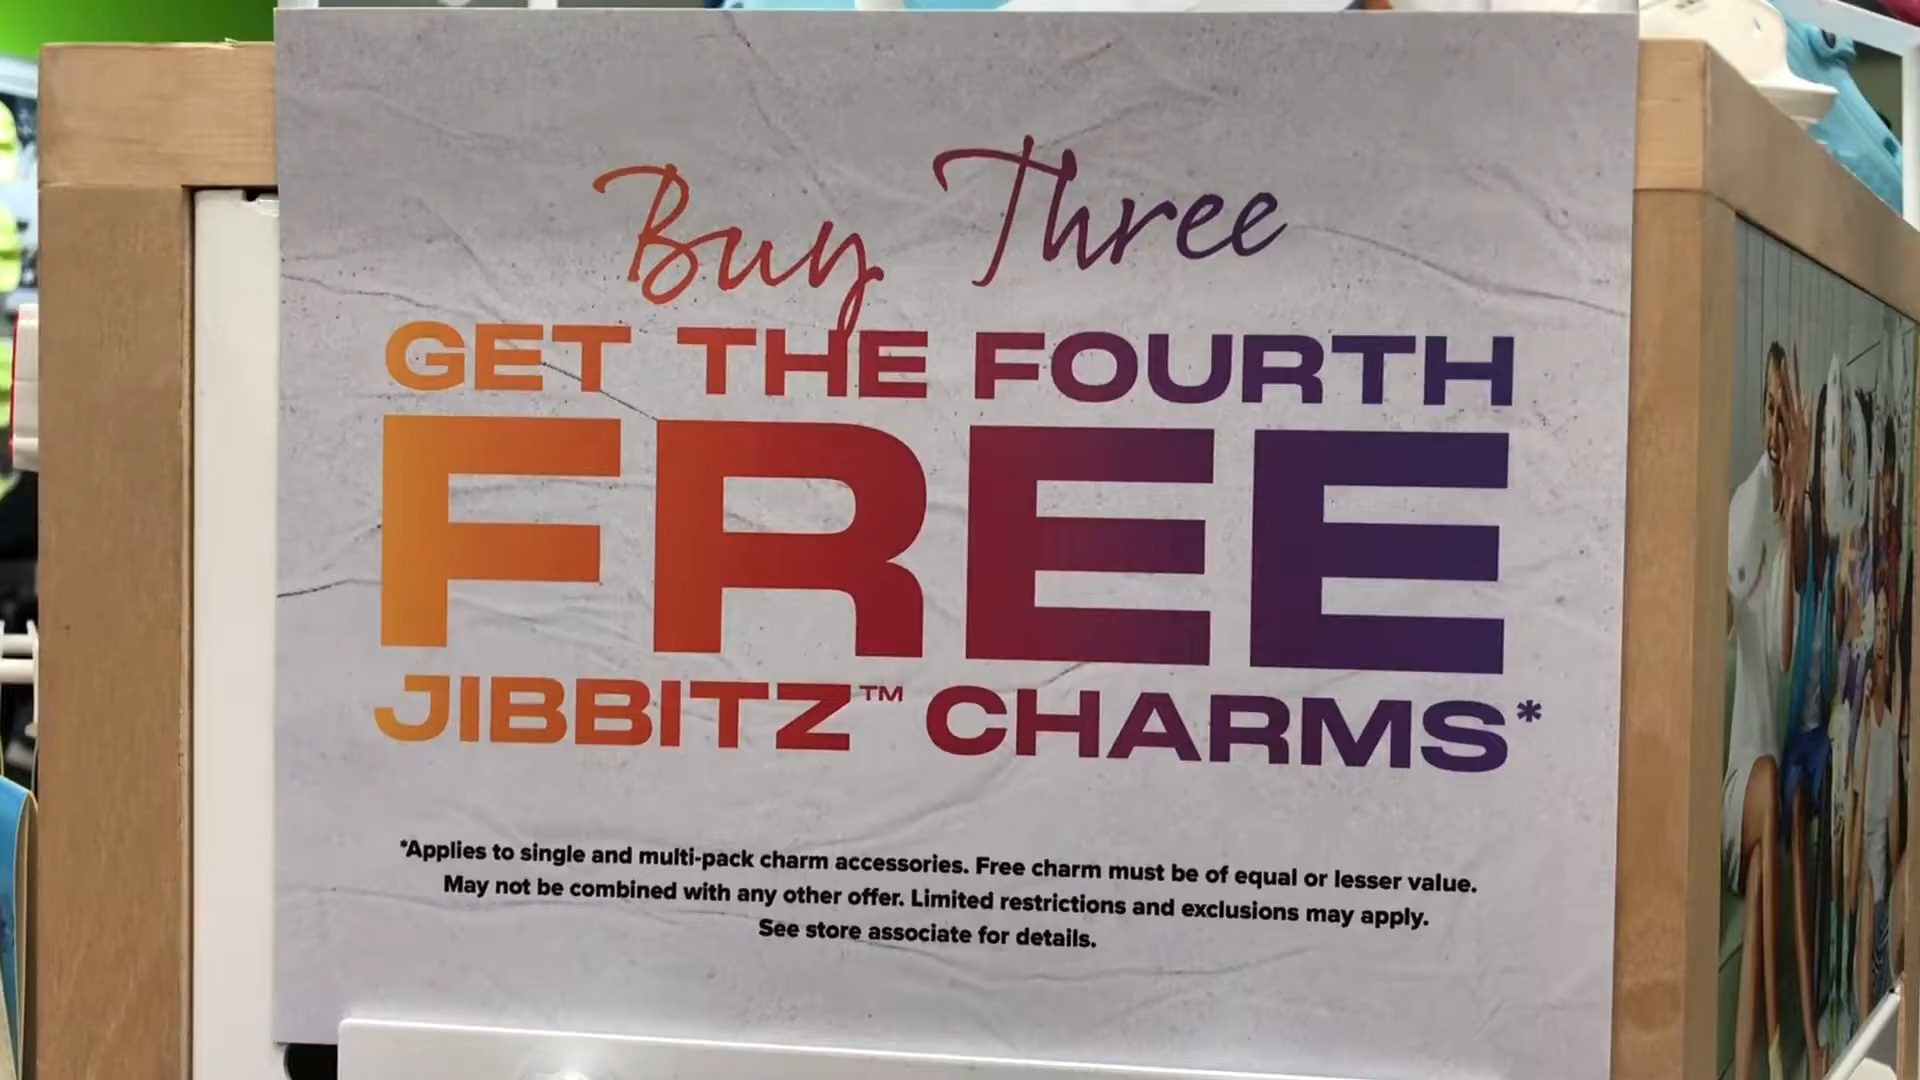 Buy Three
GET THE FOURTH
FREE
JIBBITZ™ CHARMS*
*Applies to single and multi-pack charm accessories. Free charm must be of equal or lesser value.
May not be combined with any other offer. Limited restrictions and exclusions may apply.
See store associate for details.